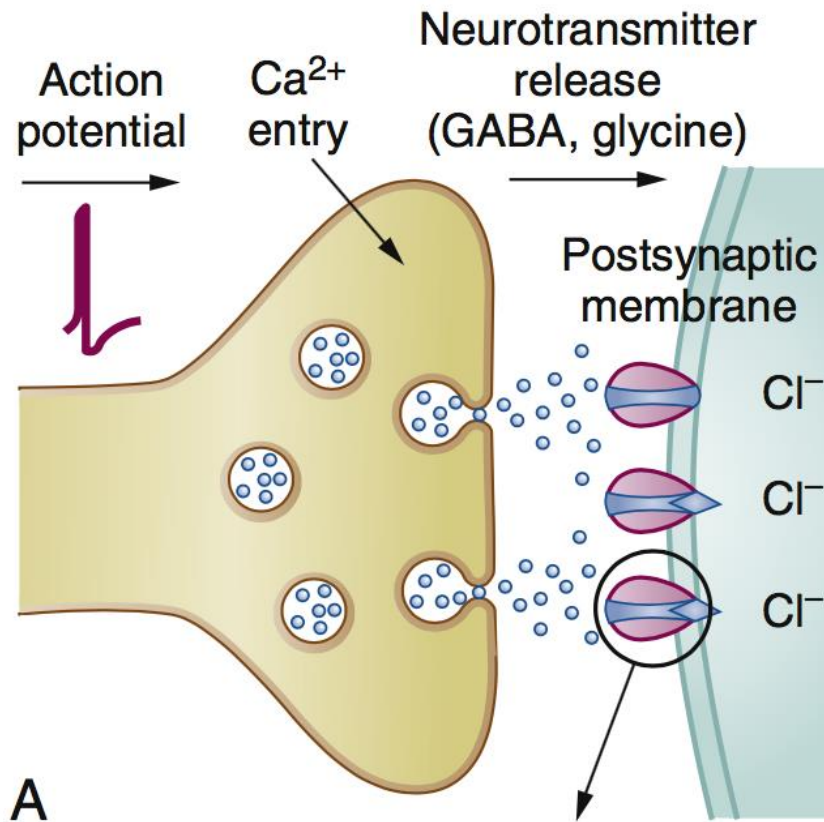 Action
potential
Ca²⁺
entry
Neurotransmitter
release
(GABA, glycine)
Postsynaptic
membrane
Cl⁻
Cl⁻
Cl⁻
A